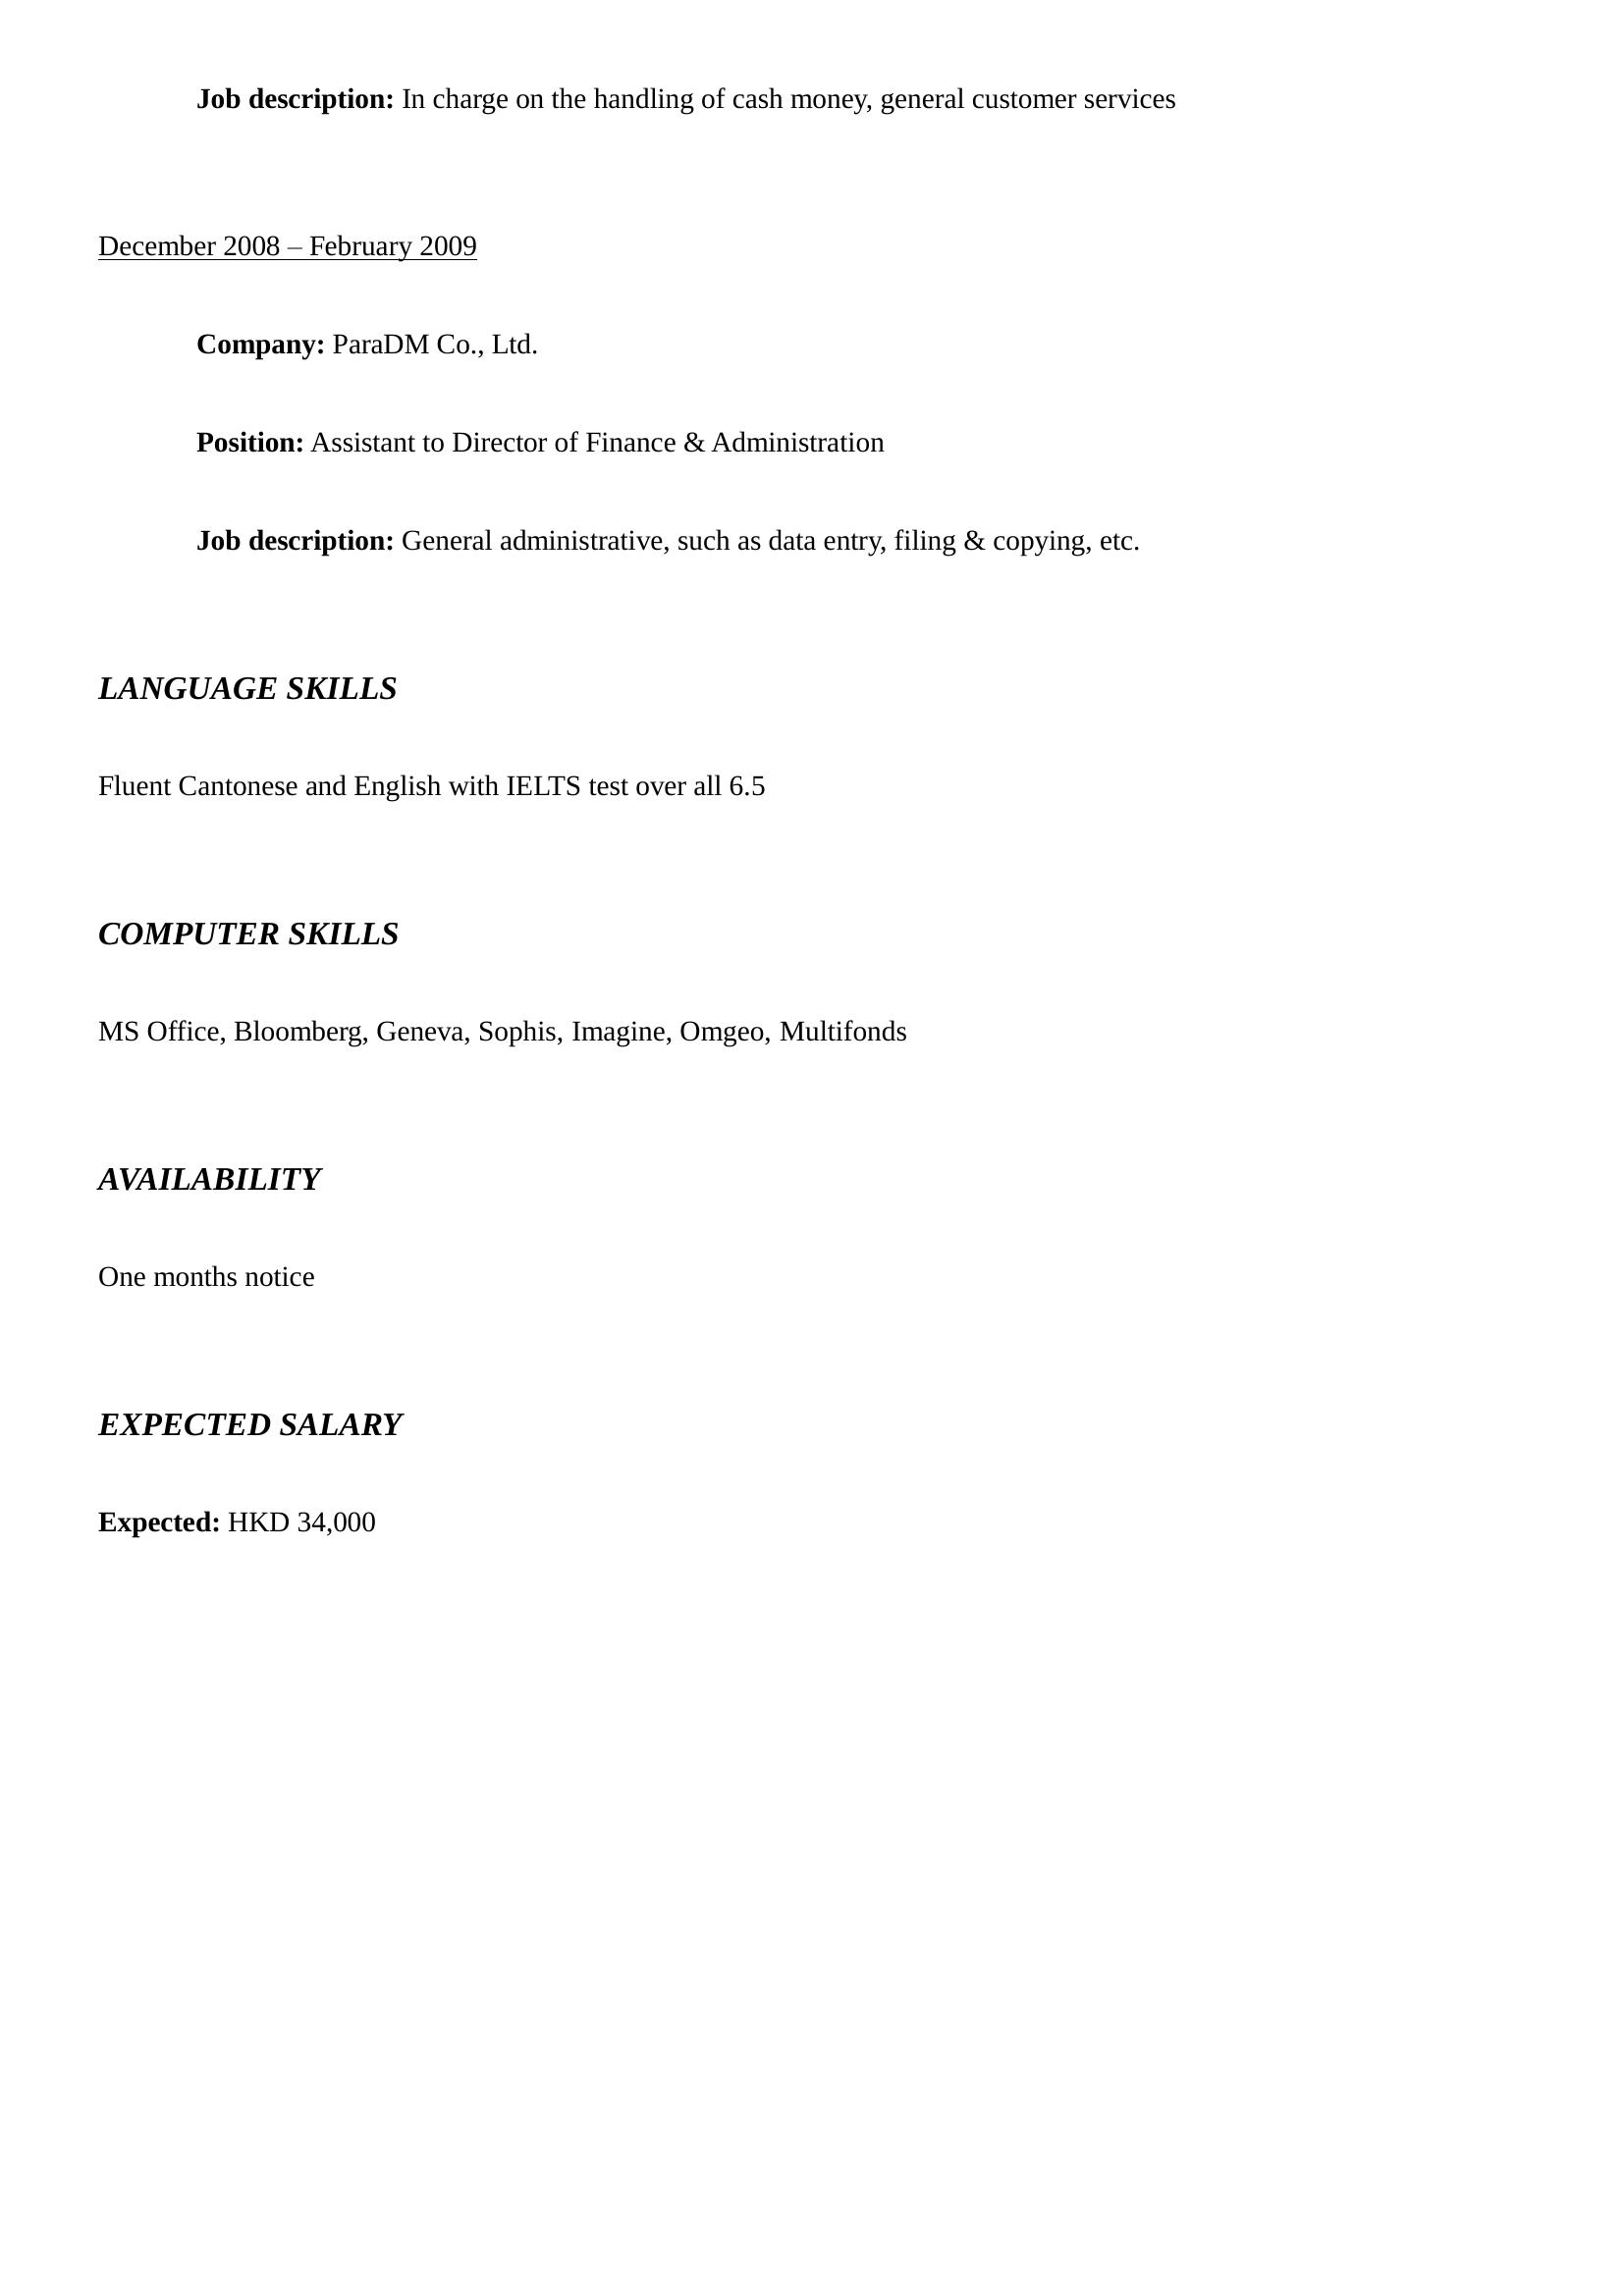 Job description: In charge on the handling of cash money, general customer services
December 2008 – February 2009
Company: ParaDM Co., Ltd.
Position: Assistant to Director of Finance & Administration
Job description: General administrative, such as data entry, filing & copying, etc.
LANGUAGE SKILLS
Fluent Cantonese and English with IELTS test over all 6.5
COMPUTER SKILLS
MS Office, Bloomberg, Geneva, Sophis, Imagine, Omgeo, Multifonds
AVAILABILITY
One months notice
EXPECTED SALARY
Expected: HKD 34,000